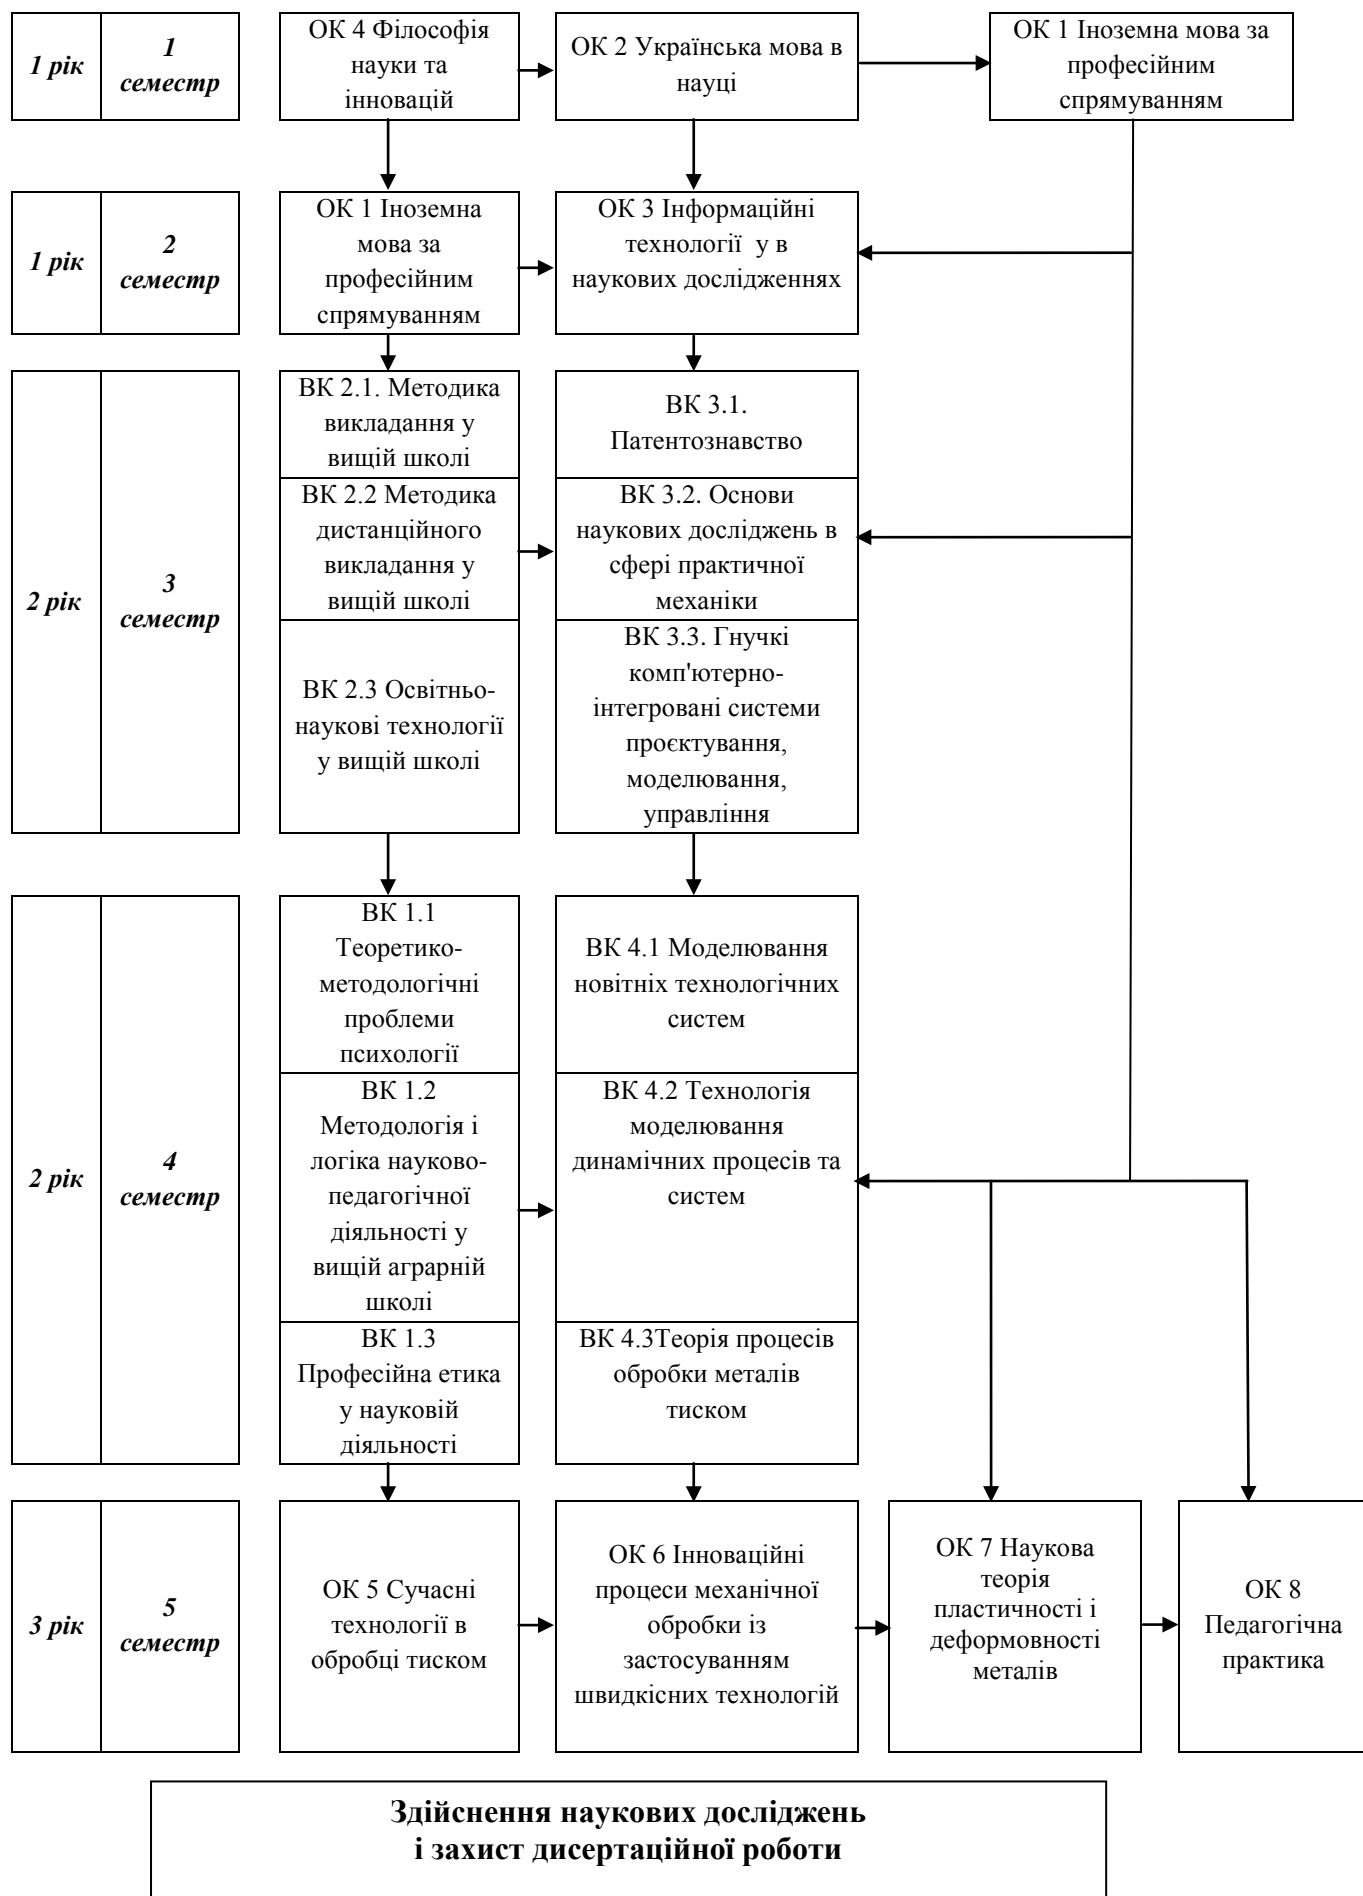 1 рік
1
семестр
ОК 4 Філософія
науки та
інновацій
ОК 2 Українська мова в
науці
ОК 1 Іноземна мова за
професійним
спрямуванням
1 рік
2
семестр
ОК 1 Іноземна
мова за
професійним
спрямуванням
ОК 3 Інформаційні
технології у в
наукових дослідженнях
2 рік
3
семестр
ВК 2.1. Методика
викладання у
вищій школі
ВК 3.1.
Патентознавство
ВК 2.2 Методика
дистанційного
викладання у
вищій школі
ВК 3.2. Основи
наукових досліджень в
сфері практичної
механіки
ВК 2.3 Освітньо-
наукові технології
у вищій школі
ВК 3.3. Гнучкі
комп'ютерно-
інтегровані системи
проєктування,
моделювання,
управління
2 рік
4
семестр
ВК 1.1
Теоретико-
методологічні
проблеми
психології
ВК 4.1 Моделювання
новітніх технологічних
систем
ВК 1.2
Методологія і
логіка науково-
педагогічної
діяльності у
вищій аграрній
школі
ВК 4.2 Технологія
моделювання
динамічних процесів та
систем
ВК 1.3
Професійна етика
у науковій
діяльності
ВК 4.3Теорія процесів
обробки металів
тиском
3 рік
5
семестр
ОК 5 Сучасні
технології в
обробці тиском
ОК 6 Інноваційні
процеси механічної
обробки із
застосуванням
швидкісних технологій
ОК 7 Наукова
теорія
пластичності і
деформовності
металів
ОК 8
Педагогічна
практика
Здійснення наукових досліджень
і захист дисертаційної роботи